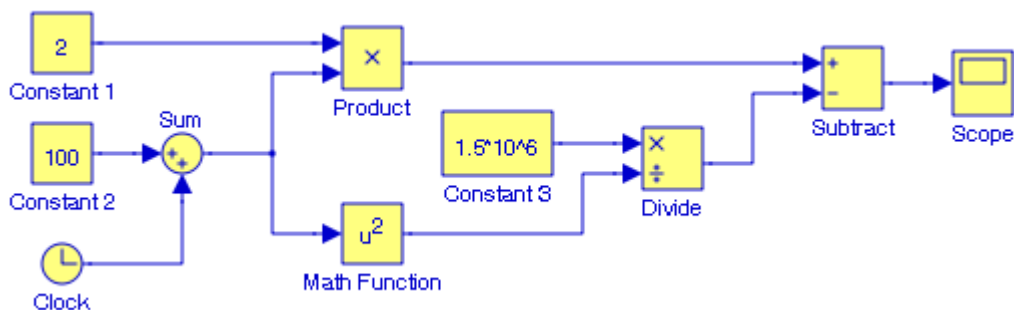 2
Constant 1
×
Product
+
−
Subtract
Scope
Sum
100
+
+
Constant 2
1.5*10^6
Constant 3
×
÷
Divide
u²
Math Function
Clock